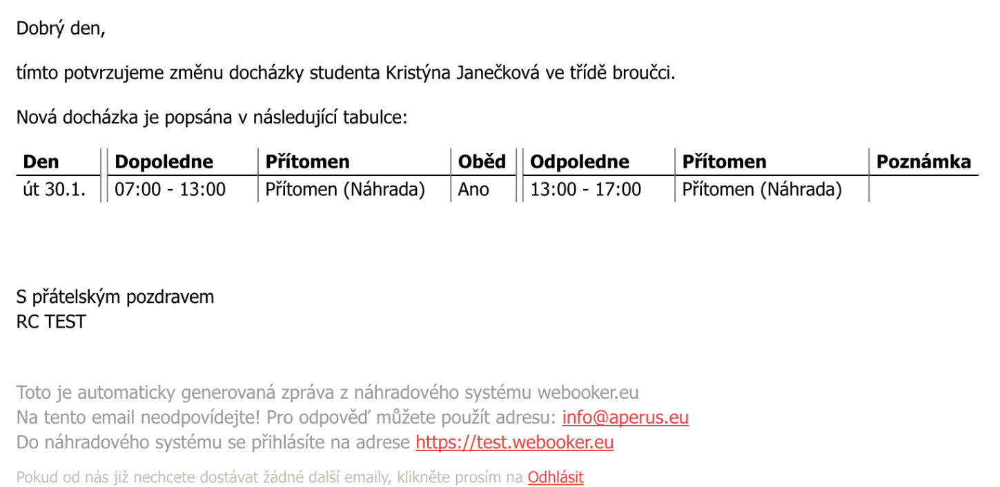 Dobrý den,
tímto potvrzujeme změnu docházky studenta Kristýna Janečková ve třídě broučci.
Nová docházka je popsána v následující tabulce:
Den Dopoledne Přítomen Oběd Odpoledne Přítomen Poznámka
út 30.1. 07:00 - 13:00 Přítomen (Náhrada) Ano 13:00 - 17:00 Přítomen (Náhrada)
S přátelským pozdravem
RC TEST
Toto je automaticky generovaná zpráva z náhradového systému webooker.eu
Na tento email neodpovídejte! Pro odpověď můžete použít adresu: info@aperus.eu
Do náhradového systému se přihlásíte na adrese https://test.webooker.eu
Pokud od nás již nechcete dostávat žádné další emaily, klikněte prosím na Odhlásit